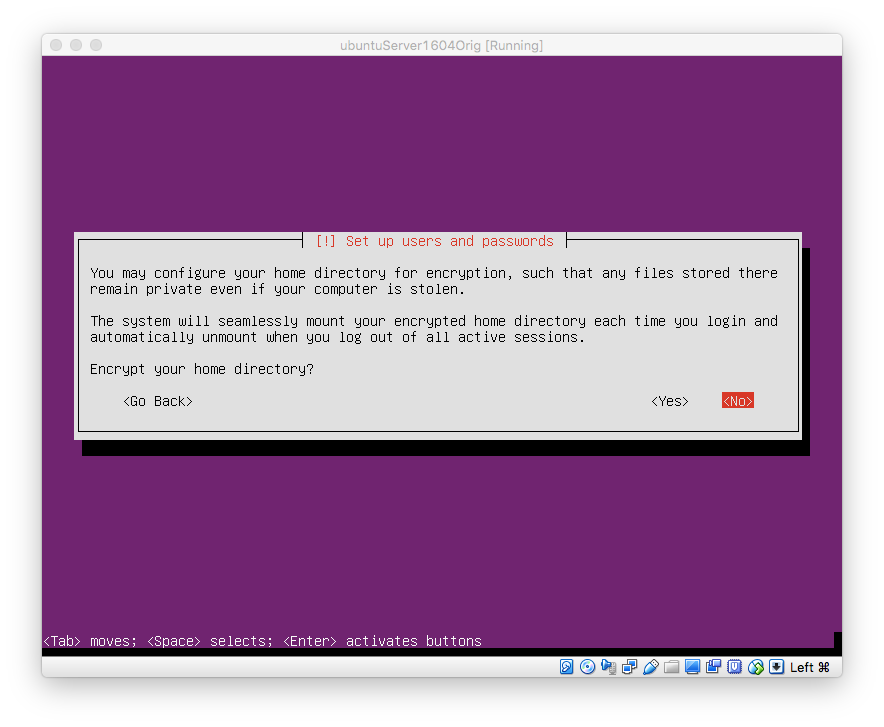 ubuntuServer1604Orig [Running]
[!] Set up users and passwords
You may configure your home directory for encryption, such that any files stored there
remain private even if your computer is stolen.
The system will seamlessly mount your encrypted home directory each time you login and
automatically unmount when you log out of all active sessions.
Encrypt your home directory?
<Go Back> <Yes> <No>
<Tab> moves; <Space> selects; <Enter> activates buttons
Left ⌘